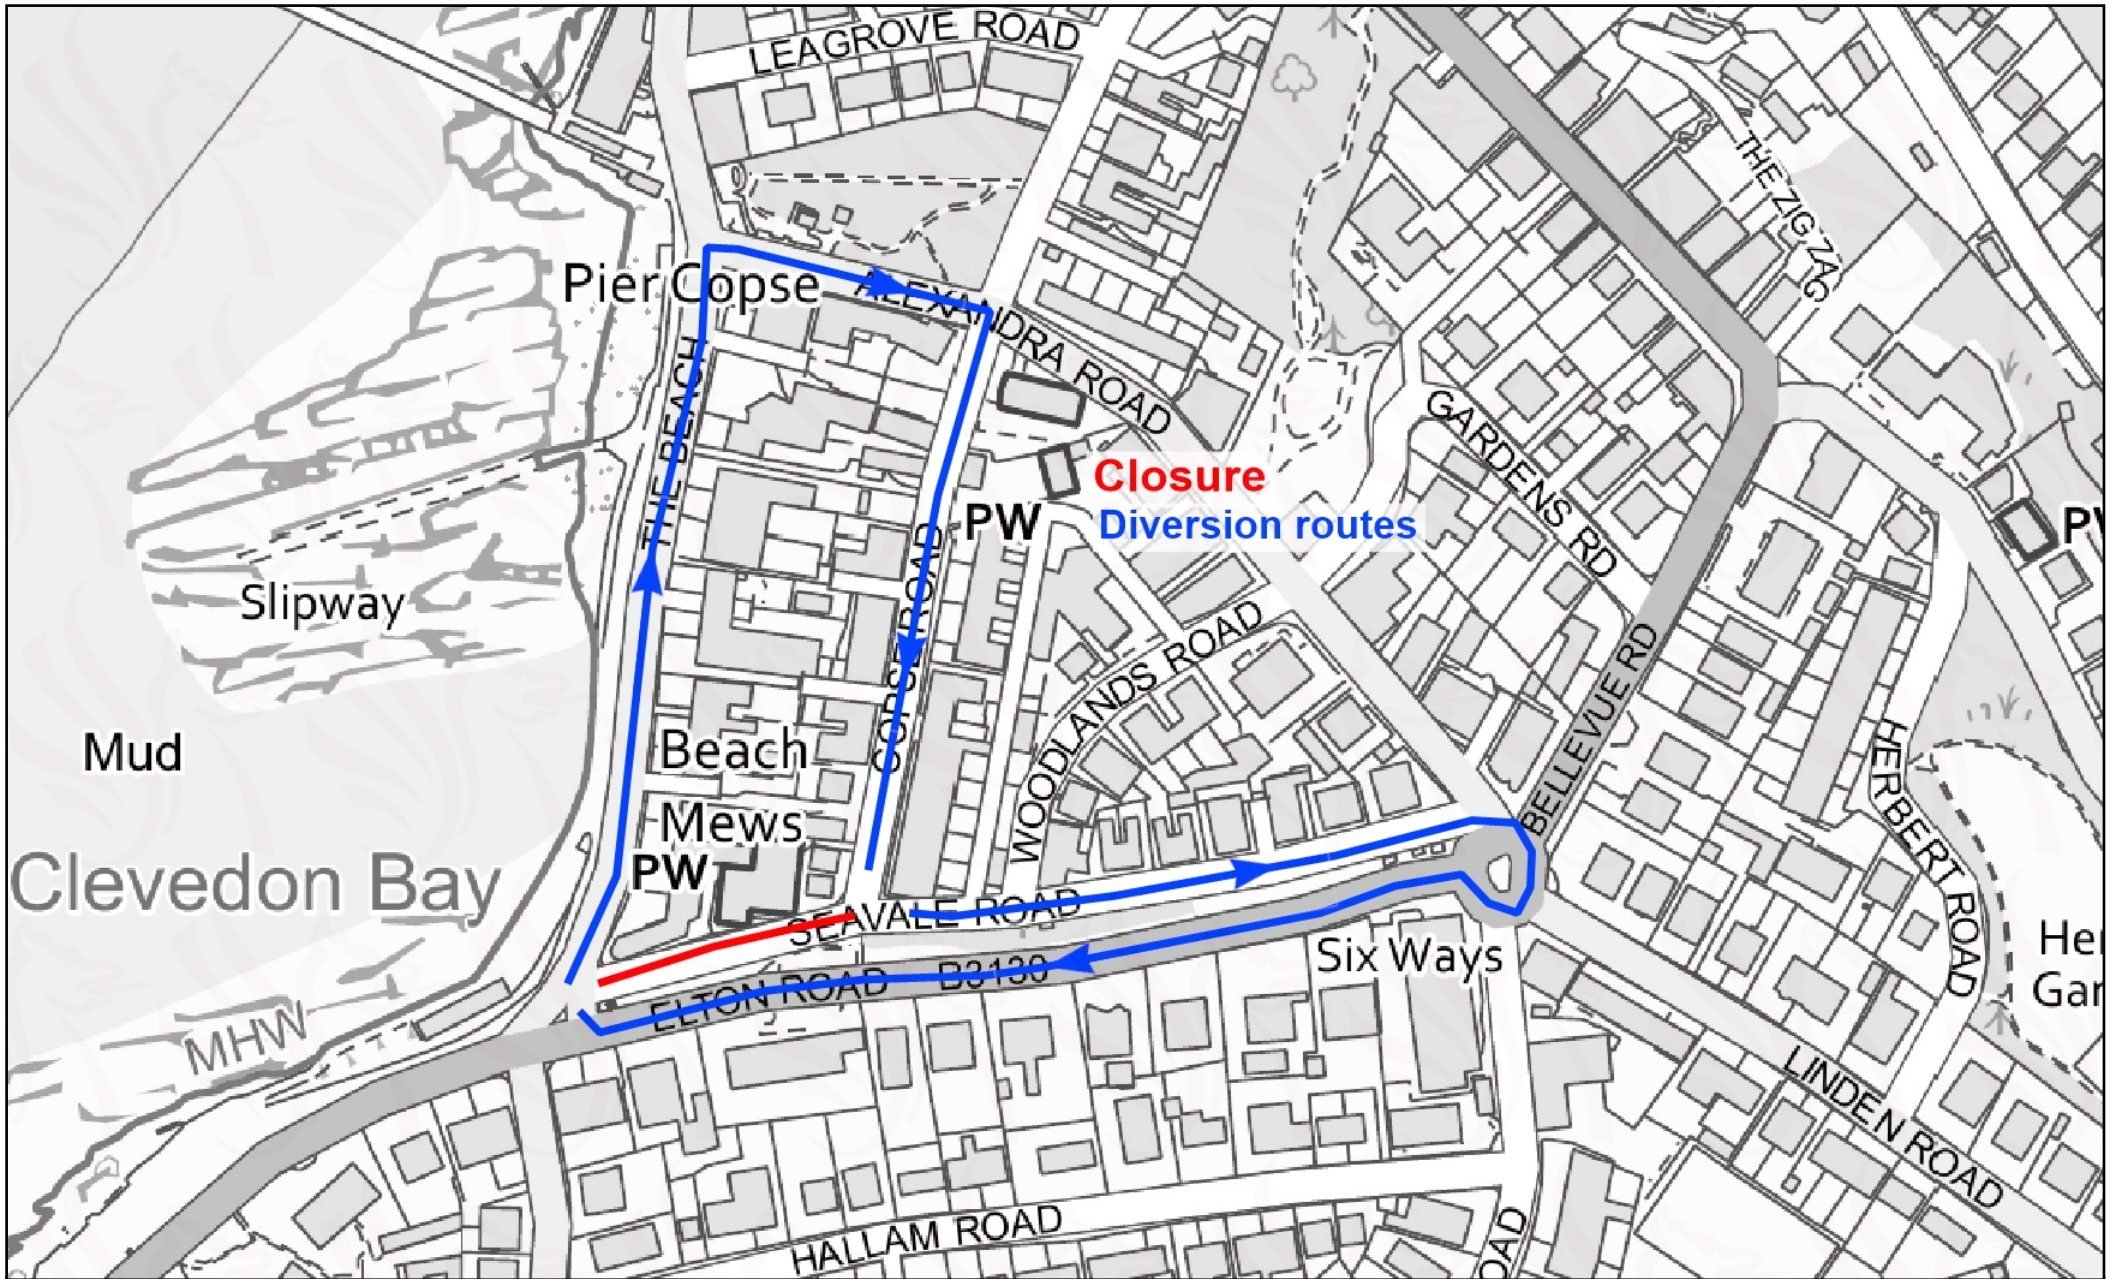 LEAGROVE ROAD
THE ZIG ZAG
Pier Copse
ALEXANDRA ROAD
THE BEACH
GARDENS RD
Closure
PW
Diversion routes
Slipway
COPSE ROAD
WOODLANDS ROAD
BELLEVUE RD
HERBERT ROAD
Mud
Beach
Mews
PW
Clevedon Bay
SEAVALE ROAD
Six Ways
ELTON ROAD
B3130
MHW
LINDEN ROAD
HALLAM ROAD